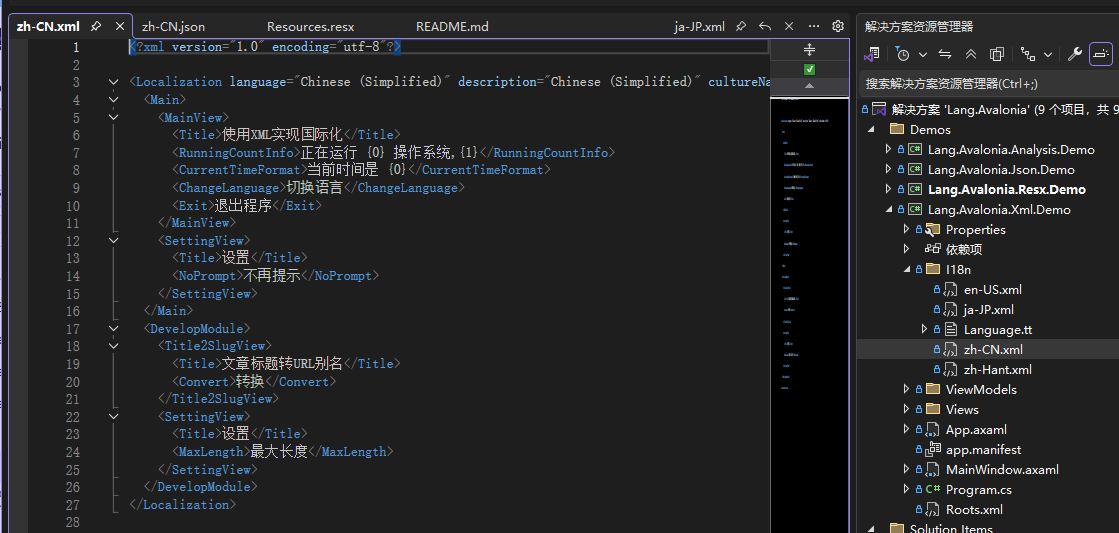 zh-CN.xml
zh-CN.json
Resources.resx
README.md
ja-JP.xml
1 <?xml version="1.0" encoding="utf-8"?>
2
3 <Localization language="Chinese (Simplified)" description="Chinese (Simplified)" cultureNa
4 <Main>
5 <MainView>
6 <Title>使用XML实现国际化</Title>
7 <RunningCountInfo>正在运行 {0} 操作系统,{1}</RunningCountInfo>
8 <CurrentTimeFormat>当前时间是 {0}</CurrentTimeFormat>
9 <ChangeLanguage>切换语言</ChangeLanguage>
10 <Exit>退出程序</Exit>
11 </MainView>
12 <SettingView>
13 <Title>设置</Title>
14 <NoPrompt>不再提示</NoPrompt>
15 </SettingView>
16 </Main>
17 <DevelopModule>
18 <Title2SlugView>
19 <Title>文章标题转URL别名</Title>
20 <Convert>转换</Convert>
21 </Title2SlugView>
22 <SettingView>
23 <Title>设置</Title>
24 <MaxLength>最大长度</MaxLength>
25 </SettingView>
26 </DevelopModule>
27 </Localization>
28
解决方案资源管理器
搜索解决方案资源管理器(Ctrl+;)
解决方案 'Lang.Avalonia' (9 个项目，共 9
Demos
C# Lang.Avalonia.Analysis.Demo
C# Lang.Avalonia.Json.Demo
C# Lang.Avalonia.Resx.Demo
C# Lang.Avalonia.Xml.Demo
Properties
依赖项
I18n
en-US.xml
ja-JP.xml
Language.tt
zh-CN.xml
zh-Hant.xml
ViewModels
Views
App.axaml
app.manifest
MainWindow.axaml
C# Program.cs
Roots.xml
Solution Items